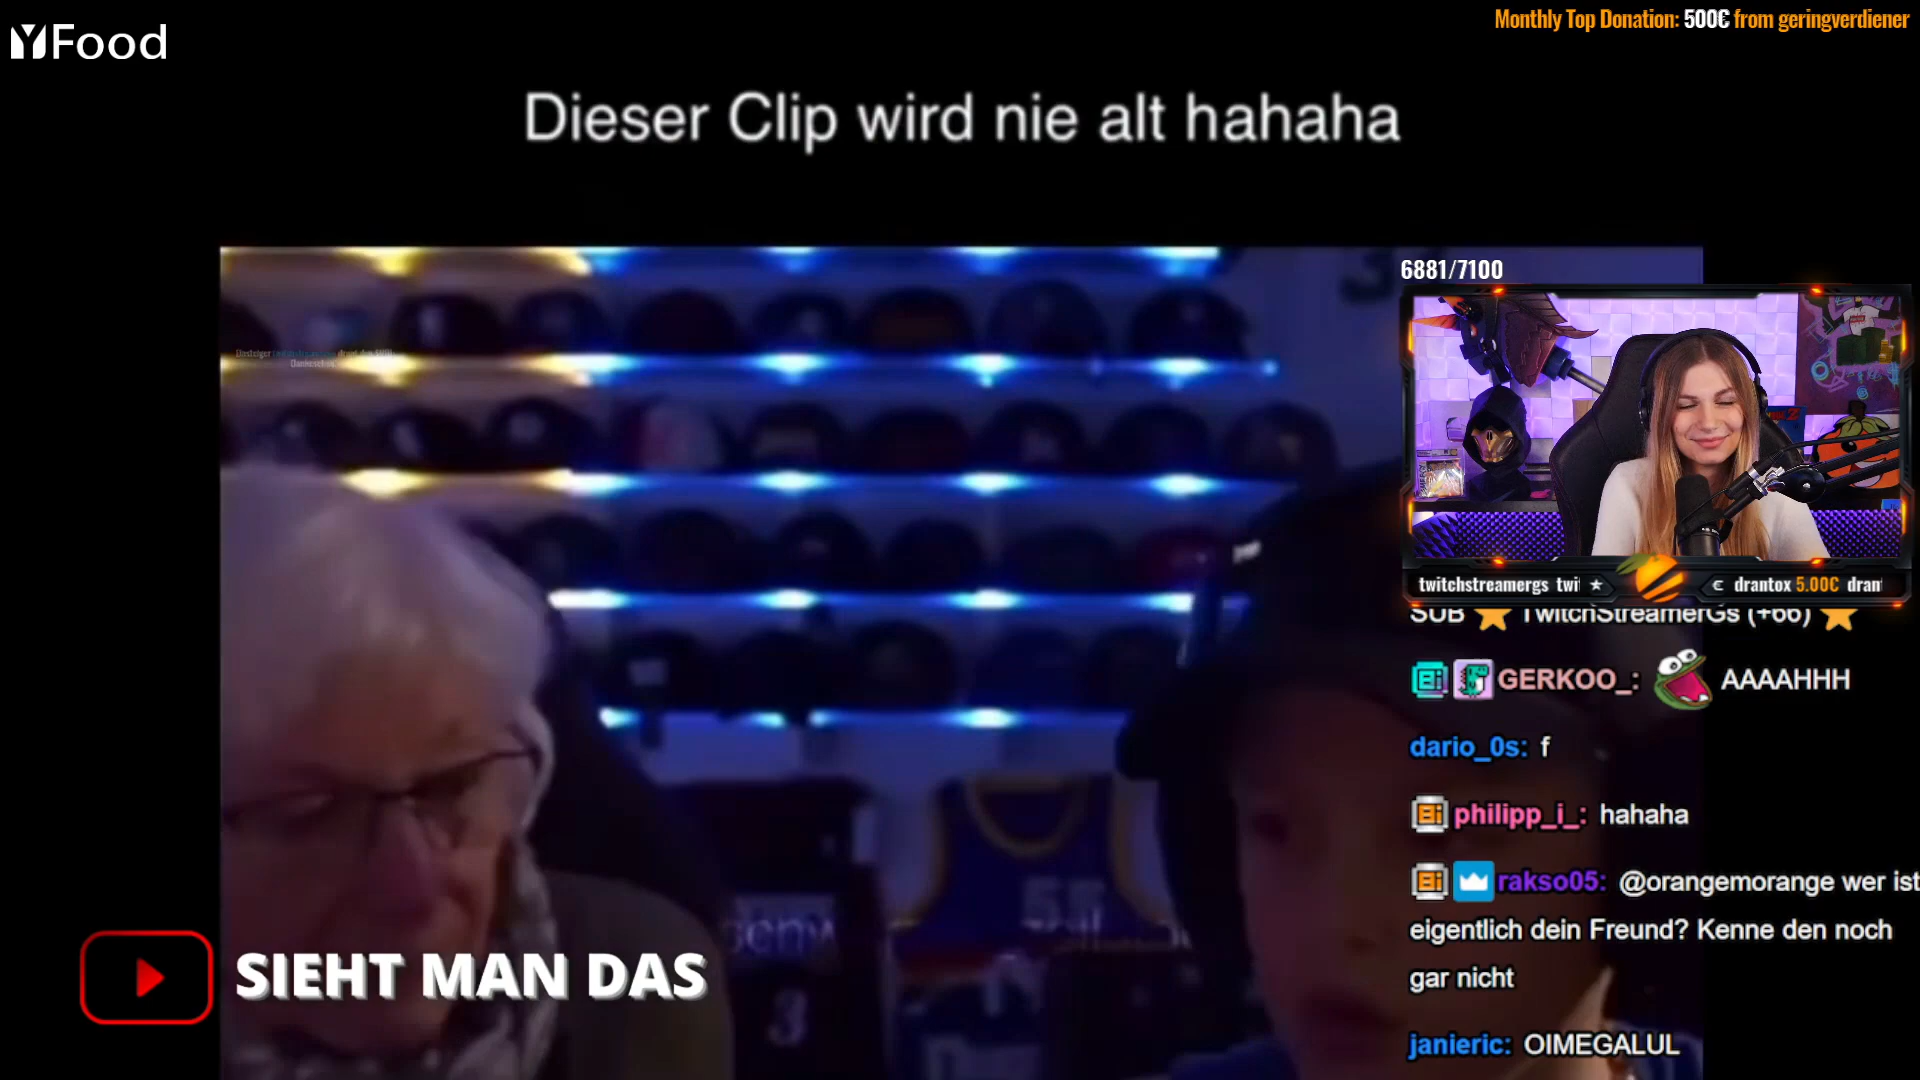 YFood
Monthly Top Donation: 500€ from geringverdiener
Dieser Clip wird nie alt hahaha
6881/7100
twitchstreamergs twi
drantox 5.00€ dran
SUB TwitchStreamerGs (+66)
GERKOO_: AAAAHHH
dario_0s: f
philipp_i_: hahaha
rakso05: @orangemorange wer ist
eigentlich dein Freund? Kenne den noch
gar nicht
janieric: OIMEGALUL
SIEHT MAN DAS
55
3